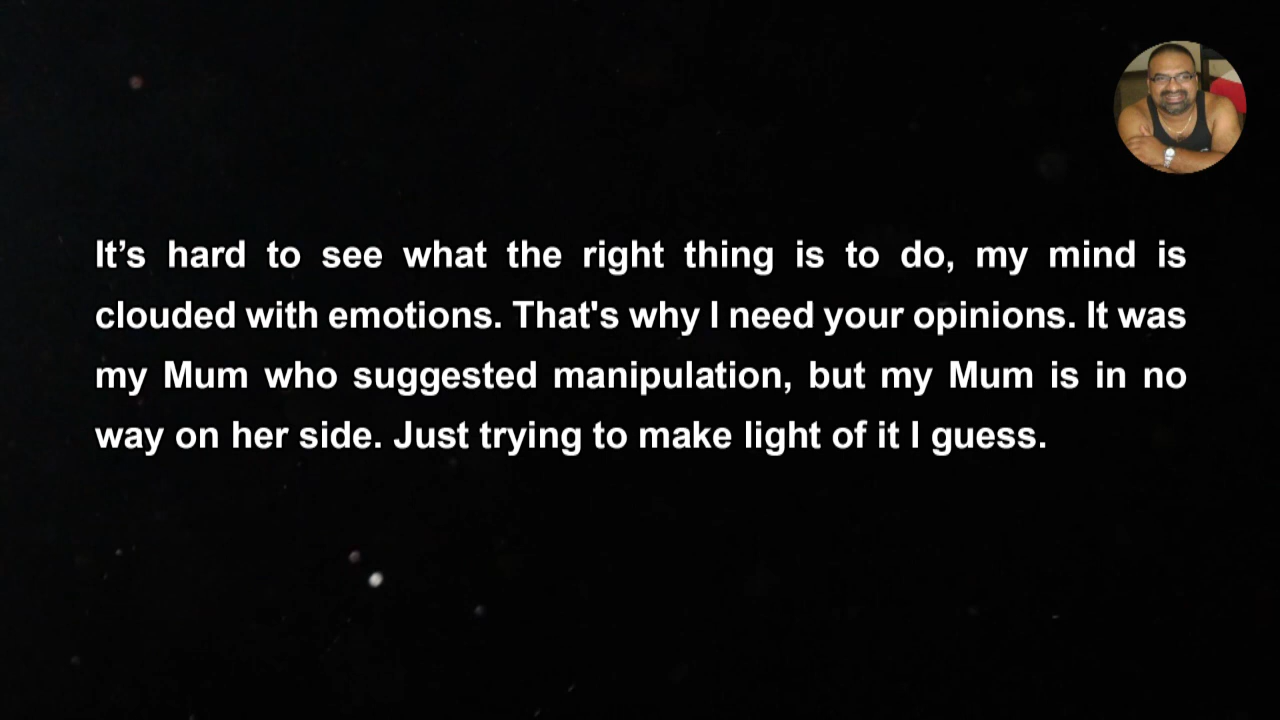 It’s hard to see what the right thing is to do, my mind is
clouded with emotions. That's why I need your opinions. It was
my Mum who suggested manipulation, but my Mum is in no
way on her side. Just trying to make light of it I guess.